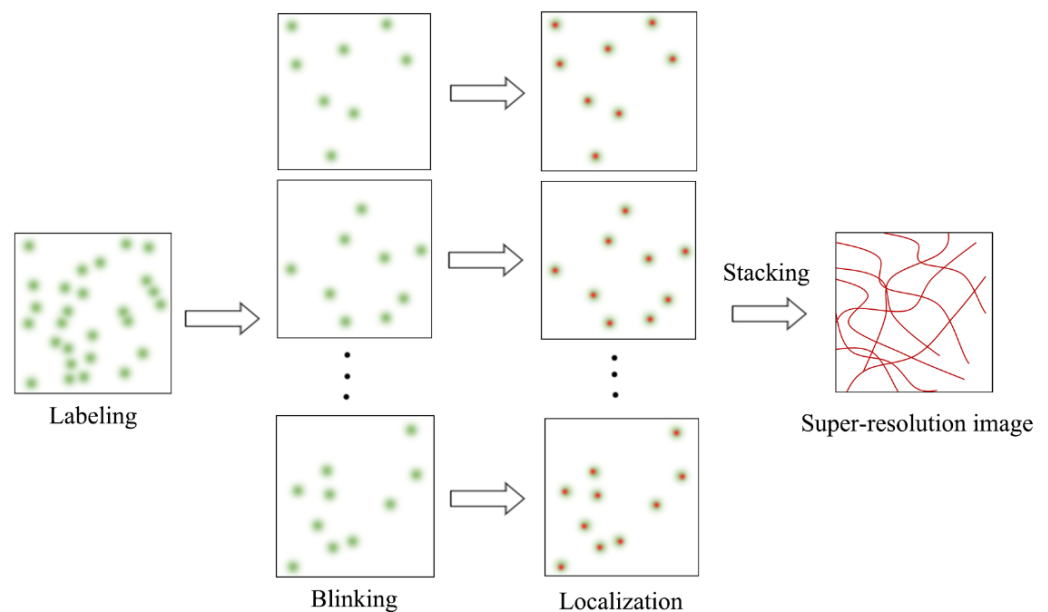 Labeling
Blinking
Localization
Stacking
Super-resolution image